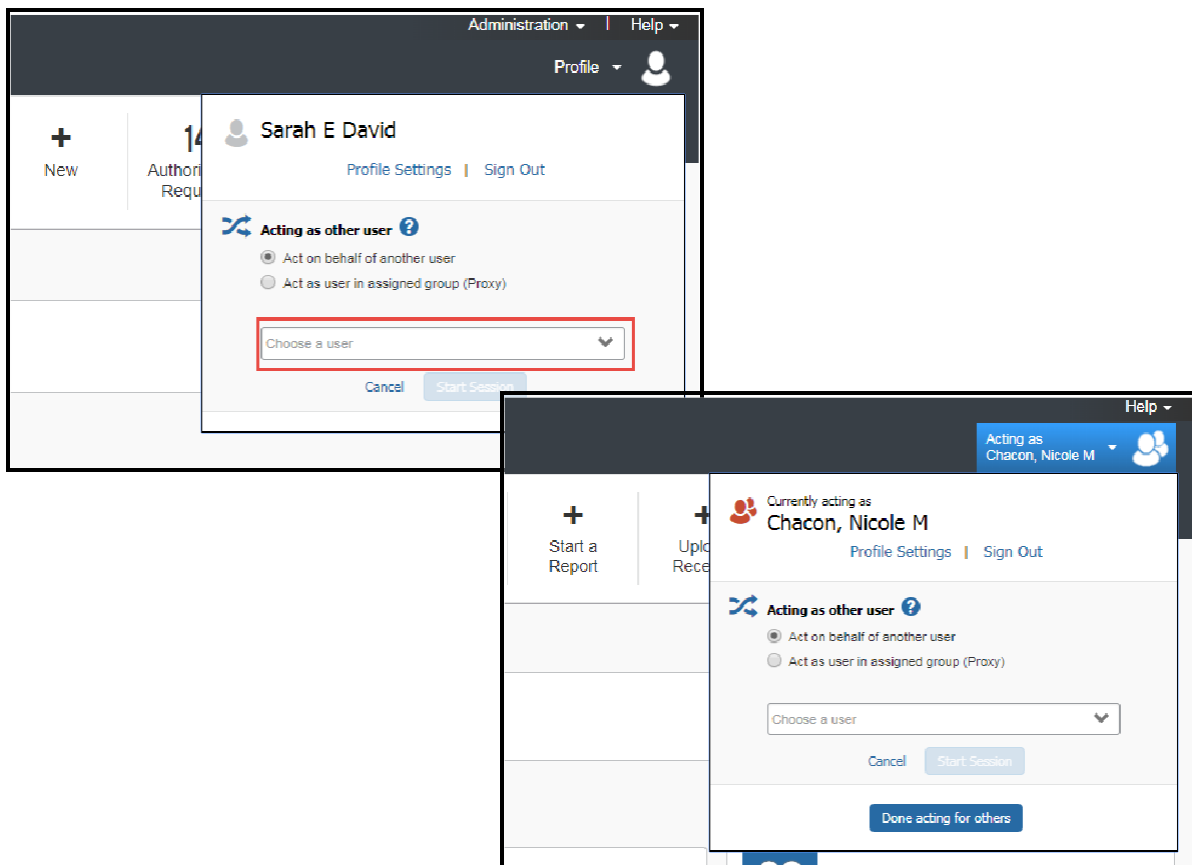 Administration | Help
Profile
+
New
14
Authori
Requ
Sarah E David
Profile Settings | Sign Out
Acting as other user ?
Act on behalf of another user
Act as user in assigned group (Proxy)
Choose a user
Cancel Start Session
Help
Acting as
Chacon, Nicole M
+
Start a
Report
+
Uplo
Rece
Currently acting as
Chacon, Nicole M
Profile Settings | Sign Out
Acting as other user ?
Act on behalf of another user
Act as user in assigned group (Proxy)
Choose a user
Cancel Start Session
Done acting for others